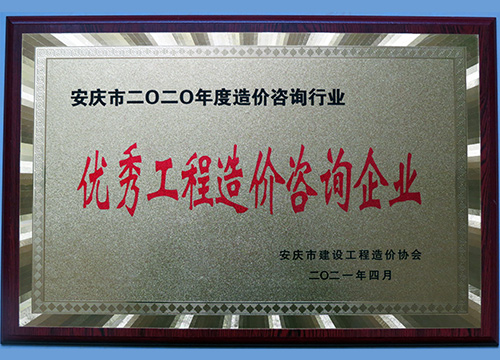 安庆市二〇二〇年度造价咨询行业
优秀工程造价咨询企业
安庆市建设工程造价协会
二〇二一年四月